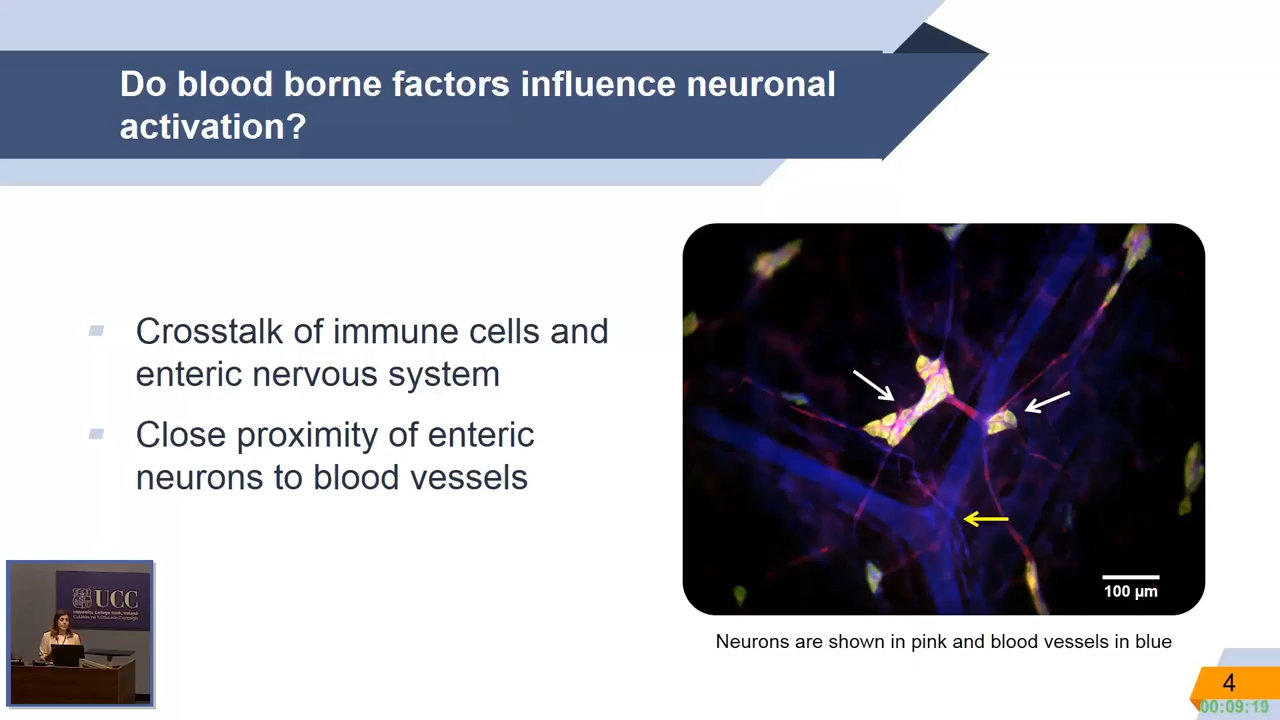 Do blood borne factors influence neuronal
activation?
Crosstalk of immune cells and
enteric nervous system
Close proximity of enteric
neurons to blood vessels
100 µm
Neurons are shown in pink and blood vessels in blue
UCC
University College Cork, Ireland
Coláiste na hOllscoile Corcaigh
4
00:09:19